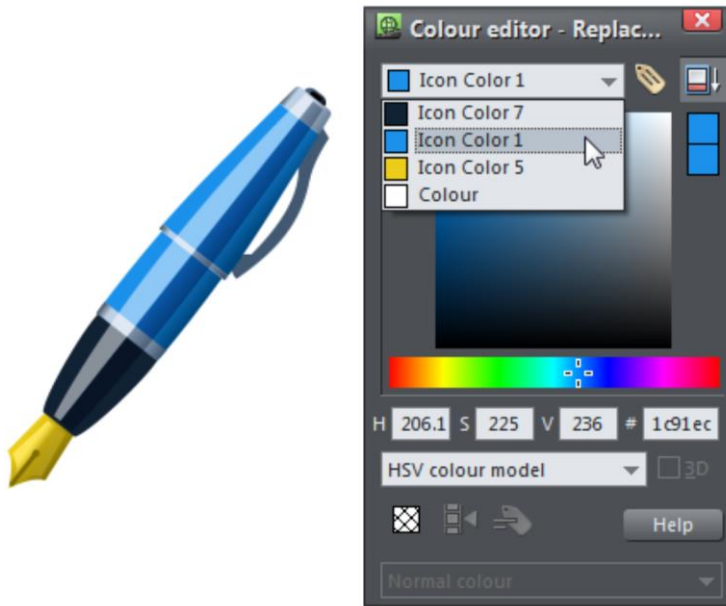 Colour editor - Replac...
Icon Color 1
Icon Color 7
Icon Color 1
Icon Color 5
Colour
H 206.1 S 225 V 236 # 1c91ec
HSV colour model 3D
Help
Normal colour